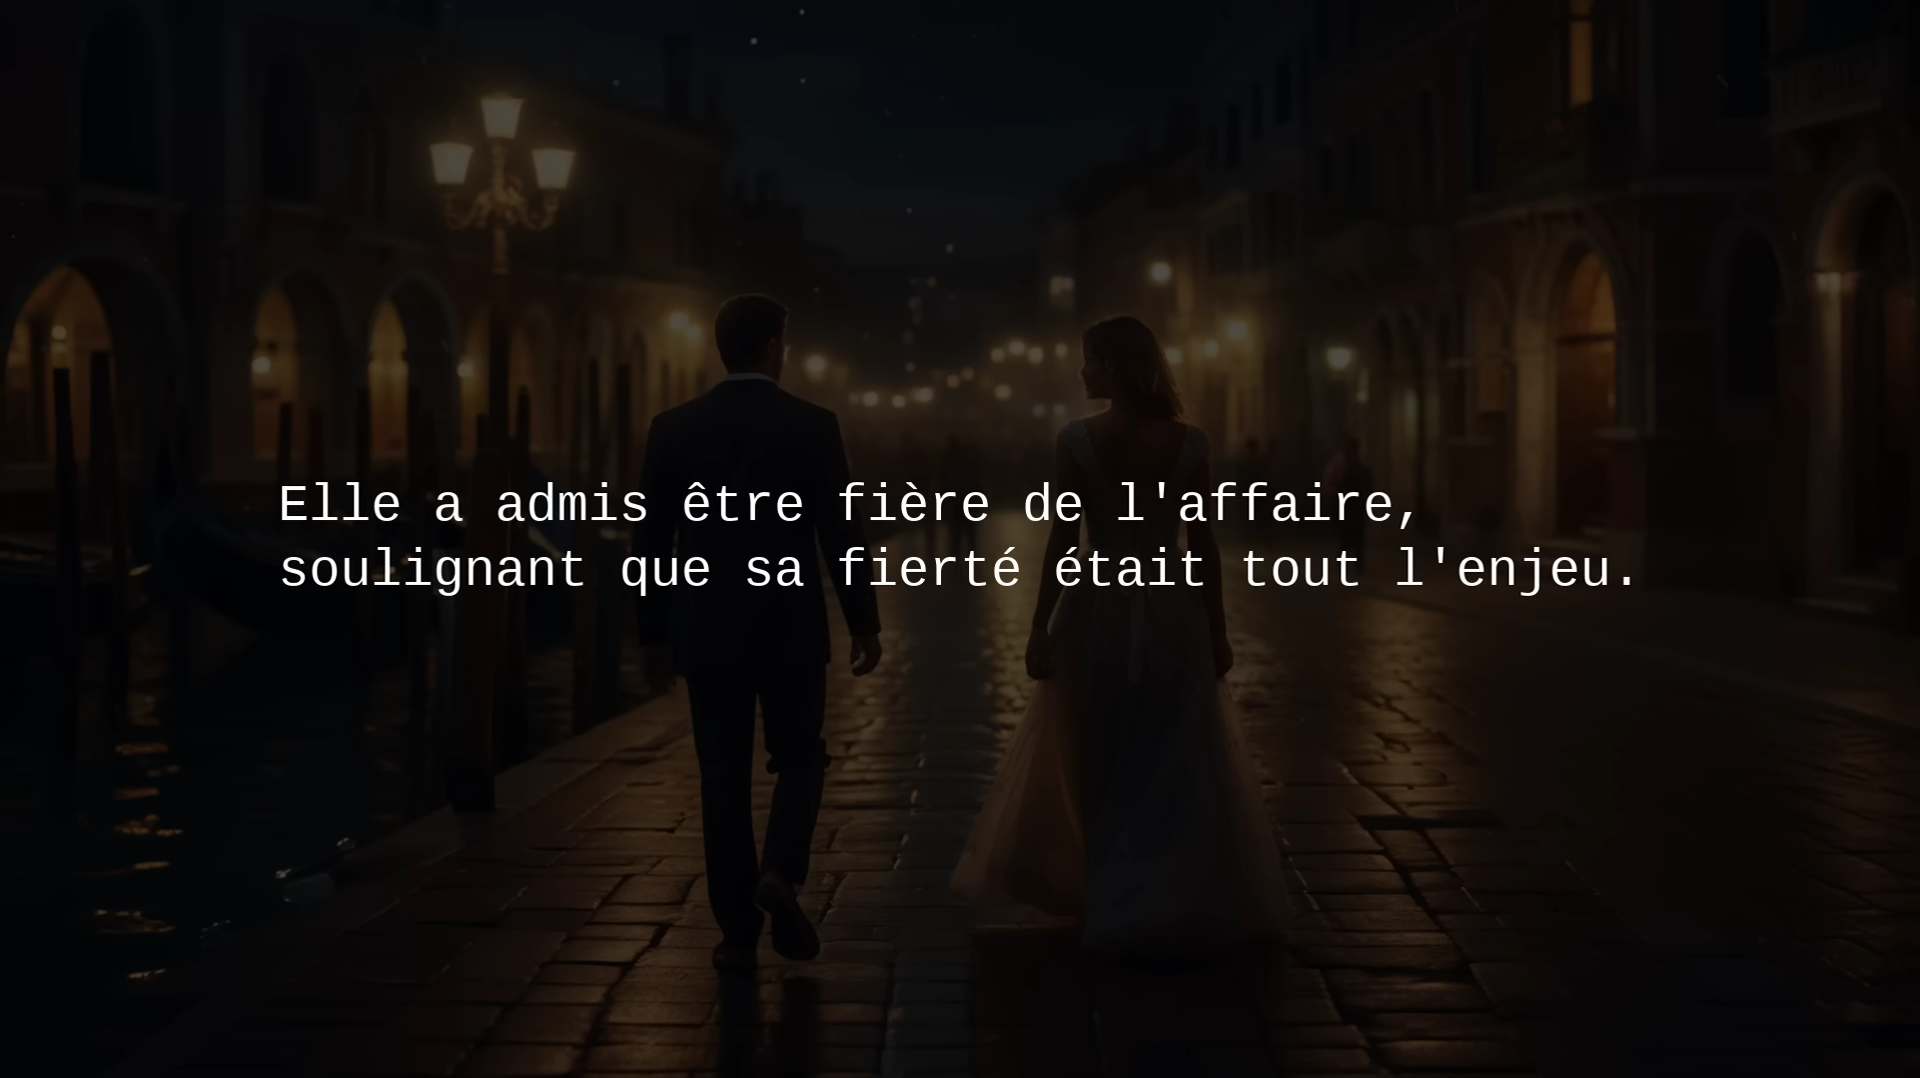 Elle a admis être fière de l'affaire,
soulignant que sa fierté était tout l'enjeu.